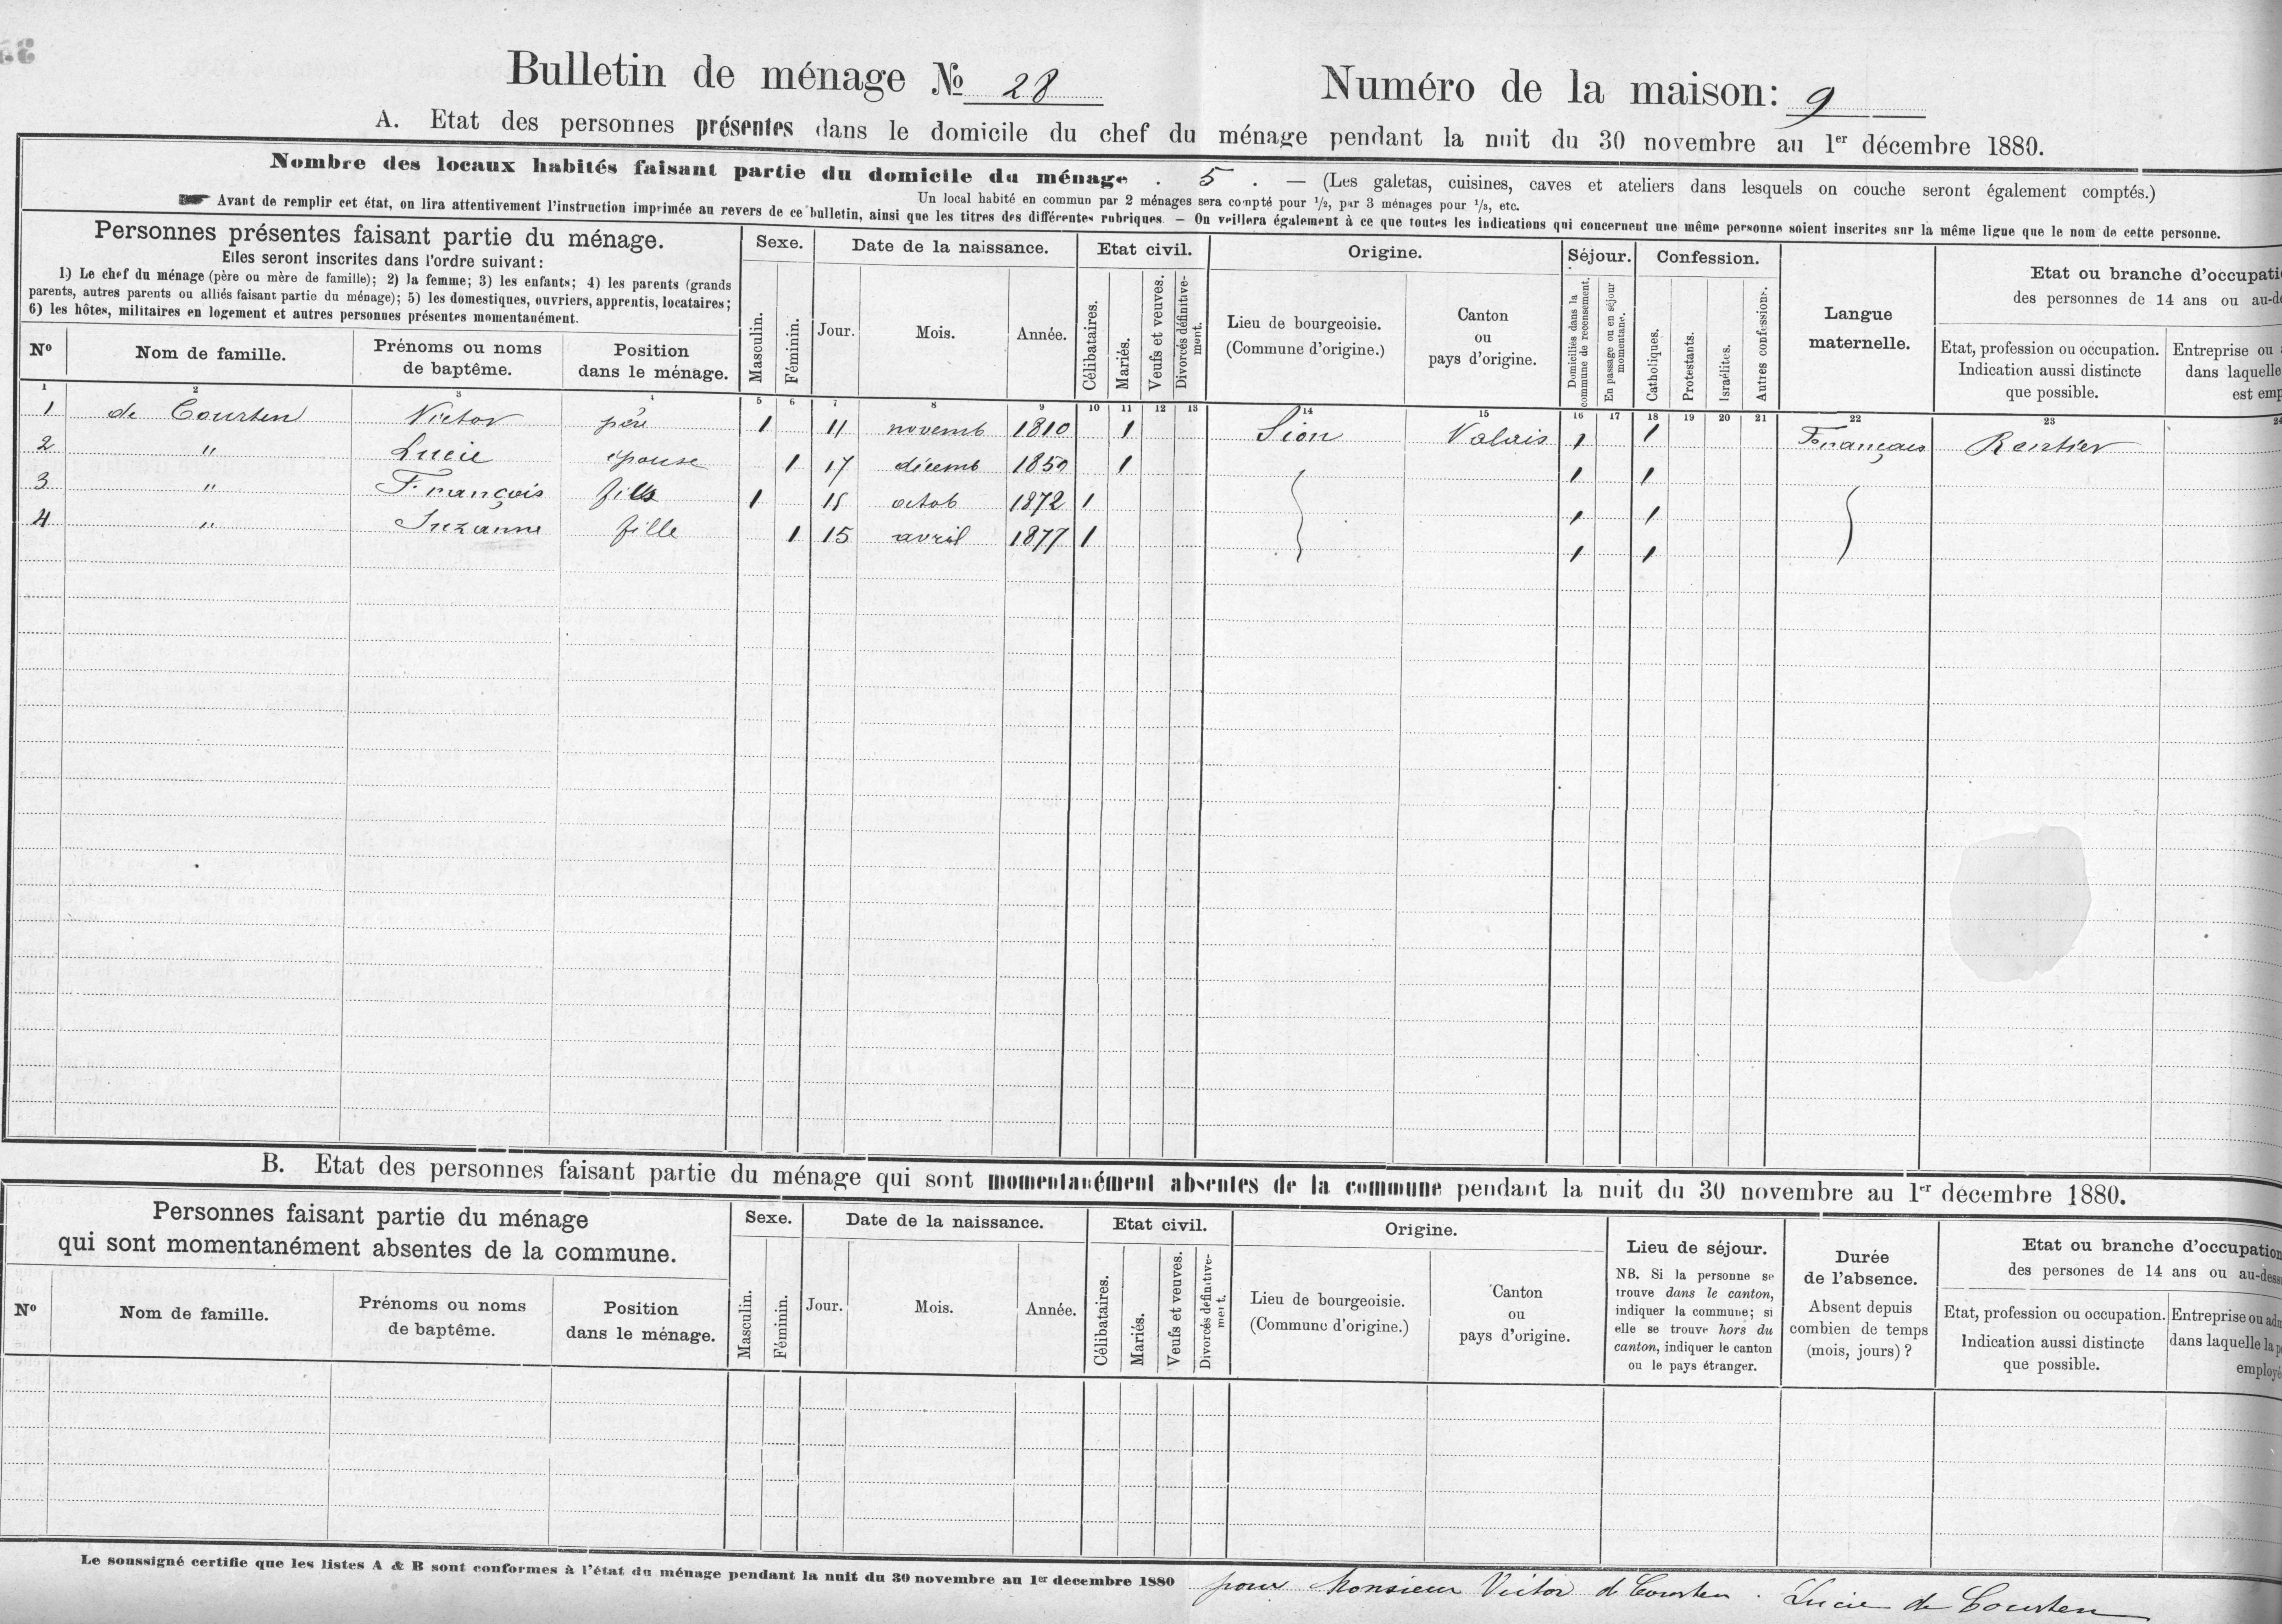 Bulletin de ménage No 28 Numéro de la maison: 9
A. Etat des personnes présentes dans le domicile du chef du ménage pendant la nuit du 30 novembre au 1er décembre 1880.
Nombre des locaux habités faisant partie du domicile du ménage . 5 . — (Les galetas, cuisines, caves et ateliers dans lesquels on couche seront également comptés.)
Un local habité en commun par 2 ménages sera compté pour 1/2, par 3 ménages pour 1/3, etc.
Avant de remplir cet état, on lira attentivement l'instruction imprimée au revers de ce bulletin, ainsi que les titres des différentes rubriques. — On veillera également à ce que toutes les indications qui concernent une même personne soient inscrites sur la même ligne que le nom de cette personne.
Personnes présentes faisant partie du ménage. Sexe. Date de la naissance. Etat civil. Origine. Séjour. Confession.
Elles seront inscrites dans l'ordre suivant:
1) Le chef du ménage (père ou mère de famille); 2) la femme; 3) les enfants; 4) les parents (grands
parents, autres parents ou alliés faisant partie du ménage); 5) les domestiques, ouvriers, apprentis, locataires;
6) les hôtes, militaires en logement et autres personnes présentes momentanément.
No
Nom de famille.
Prénoms ou noms
de baptême.
Position
dans le ménage.
Masculin.
Féminin.
Jour.
Mois.
Année.
Célibataires.
Mariés.
Veufs et veuves.
Divorcés définitive-
ment.
Lieu de bourgeoisie.
(Commune d'origine.)
Canton
ou
pays d'origine.
Domiciliés dans la
commune de recensement.
En passage ou en séjour
momentané.
Catholiques.
Protestants.
Israélites.
Autres confessions.
Langue
maternelle.
Etat ou branche d'occupati
des personnes de 14 ans ou au-d
Etat, profession ou occupation.
Indication aussi distincte
que possible.
Entreprise ou
dans laquelle
est emp
1 2 3 4 5 6 7 8 9 10 11 12 13 14 15 16 17 18 19 20 21 22 23 24
1 de Courten Victor père 1 11 novemb 1810 1 Sion Valais 1 1 Français Rentier
2 " Lucie epouse 1 17 décemb 1850 1 1 1
3 " François fils 1 18 octob 1872 1 1 1
4 " Suzanne fille 1 15 avril 1877 1 1 1
B. Etat des personnes faisant partie du ménage qui sont momentanément absentes de la commune pendant la nuit du 30 novembre au 1er décembre 1880.
Personnes faisant partie du ménage
qui sont momentanément absentes de la commune.
Sexe. Date de la naissance. Etat civil. Origine.
No
Nom de famille.
Prénoms ou noms
de baptême.
Position
dans le ménage.
Masculin.
Féminin.
Jour.
Mois.
Année.
Célibataires.
Mariés.
Veufs et veuves.
Divorcés definitive-
ment.
Lieu de bourgeoisie.
(Commune d'origine.)
Canton
ou
pays d'origine.
Lieu de séjour.
NB. Si la personne se
trouve dans le canton,
indiquer la commune; si
elle se trouve hors du
canton, indiquer le canton
ou le pays étranger.
Durée
de l'absence.
Absent depuis
combien de temps
(mois, jours) ?
Etat ou branche d'occupation
des persones de 14 ans ou au-dess
Etat, profession ou occupation.
Indication aussi distincte
que possible.
Entreprise ou adm
dans laquelle la p
employé
Le soussigné certifie que les listes A & B sont conformes à l'état du ménage pendant la nuit du 30 novembre au 1er decembre 1880 pour Monsieur Victor de Courten . Lucie de Courten